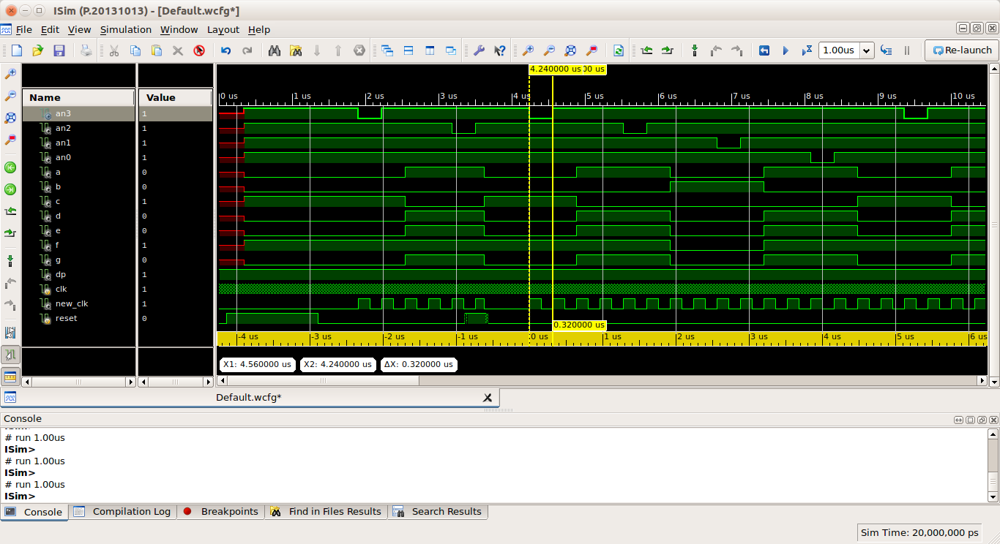 ISim (P.20131013) - [Default.wcfg*]
File Edit View Simulation Window Layout Help
1.00us Re-launch
4.240000 us 00 us
Name Value
0 us 1 us 2 us 3 us 4 us 5 us 6 us 7 us 8 us 9 us 10 us
an3 1
an2 1
an1 1
an0 1
a 0
b 0
c 1
d 0
e 0
f 1
g 0
dp 1
clk 1
new_clk 1
reset 0
0.320000 us
-4 us -3 us -2 us -1 us 0 us 1 us 2 us 3 us 4 us 5 us 6 us
X1: 4.560000 us X2: 4.240000 us ΔX: 0.320000 us
Default.wcfg*
Console
# run 1.00us
ISim>
# run 1.00us
ISim>
# run 1.00us
ISim>
Console Compilation Log Breakpoints Find in Files Results Search Results
Sim Time: 20,000,000 ps